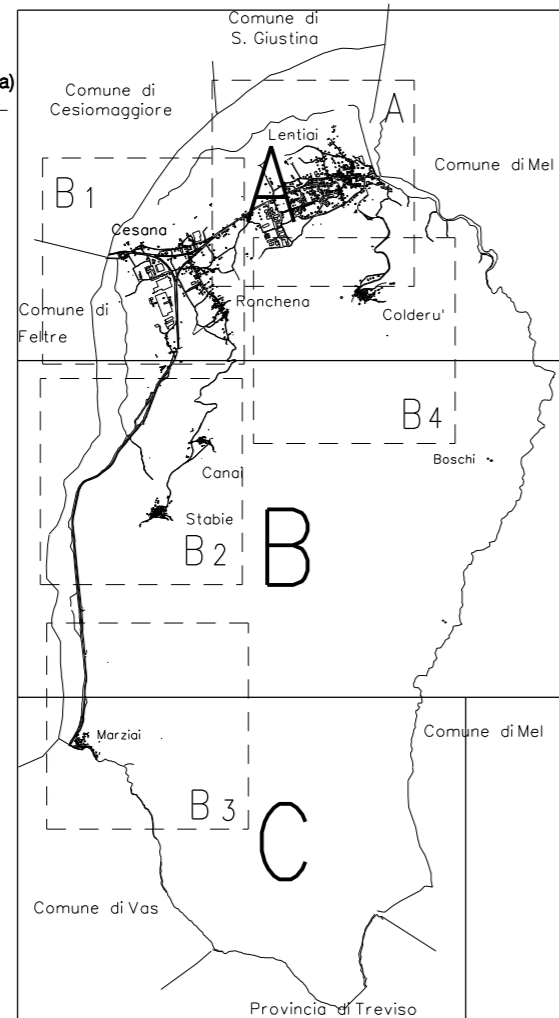 Comune di
S. Giustina
a)
Comune di
Cesiomaggiore
A
Lentiai
A
Comune di Mel
B 1
Cesana
Ronchena
Colderu'
Comune di
Feltre
B 4
Canai
Boschi
Stabie
B
B 2
Marziai
Comune di Mel
B 3
C
Comune di Vas
Provincia di Treviso